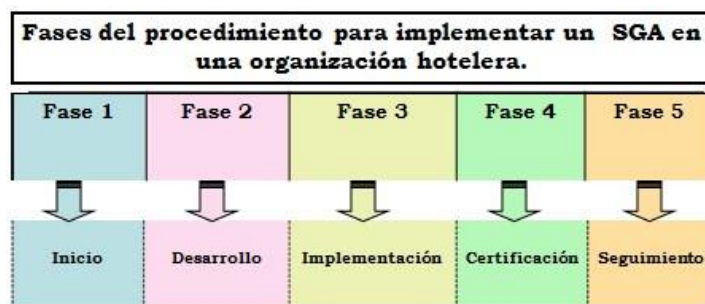 Fases del procedimiento para implementar un SGA en
una organización hotelera.
Fase 1 Fase 2 Fase 3 Fase 4 Fase 5
Inicio Desarrollo Implementación Certificación Seguimiento